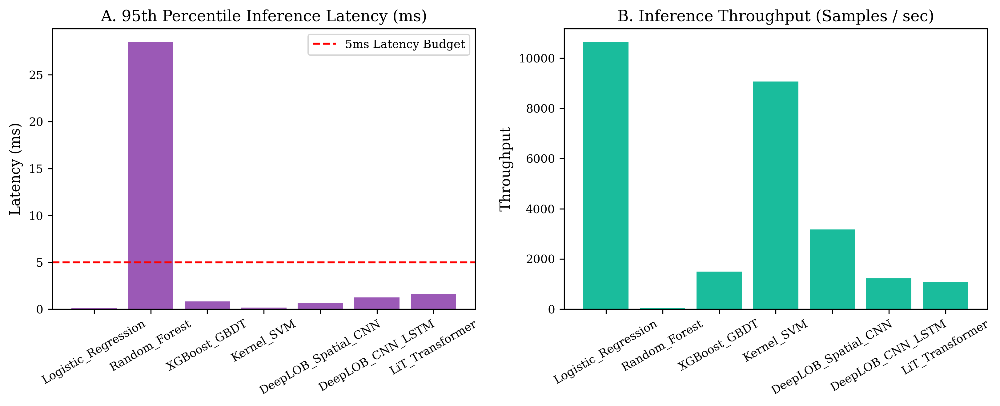 A. 95th Percentile Inference Latency (ms)
5ms Latency Budget
Latency (ms)
25
20
15
10
5
0
Logistic_Regression
Random_Forest
XGBoost_GBDT
Kernel_SVM
DeepLOB_Spatial_CNN
DeepLOB_CNN_LSTM
LiT_Transformer
B. Inference Throughput (Samples / sec)
Throughput
10000
8000
6000
4000
2000
0
Logistic_Regression
Random_Forest
XGBoost_GBDT
Kernel_SVM
DeepLOB_Spatial_CNN
DeepLOB_CNN_LSTM
LiT_Transformer